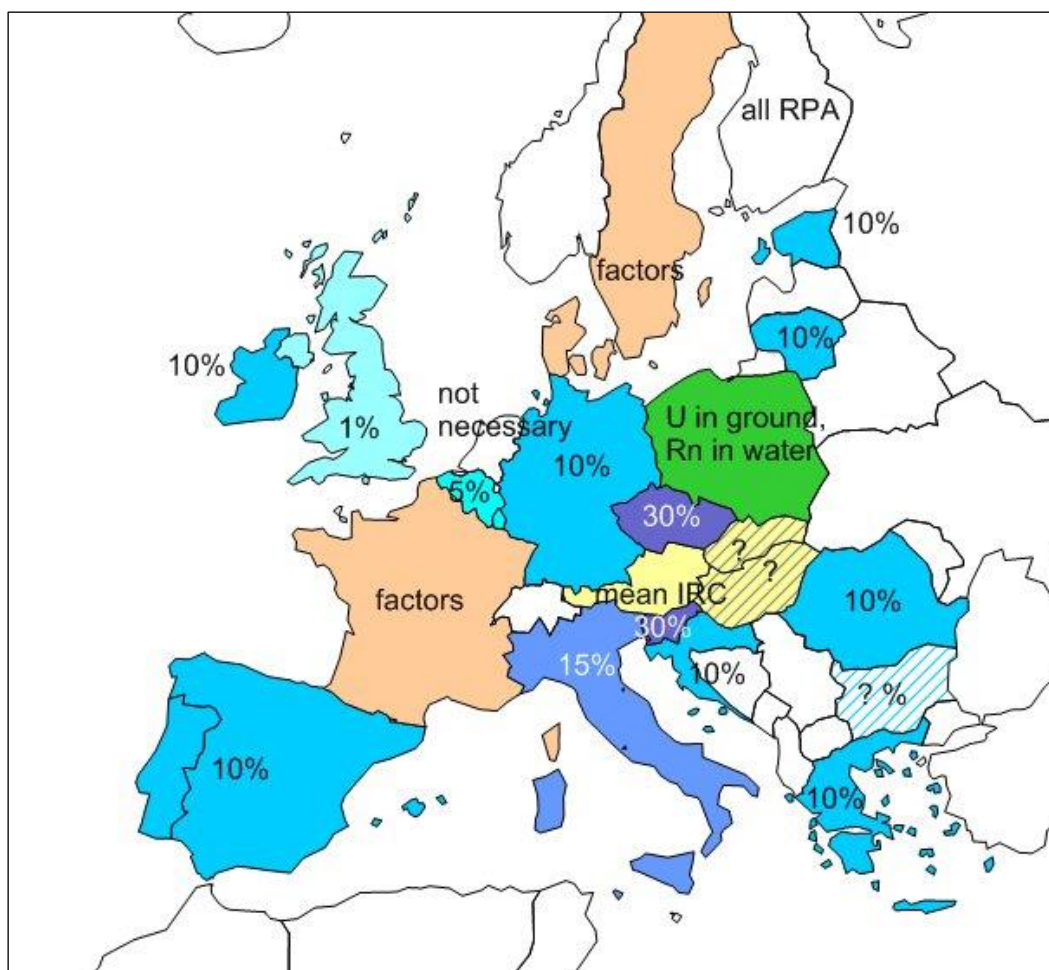 all RPA
10%
factors
10%
10%
not
necessary
1%
U in ground,
Rn in water
10%
5%
30%
?
?
factors
mean IRC
10%
30%
15%
10%
? %
10%
10%